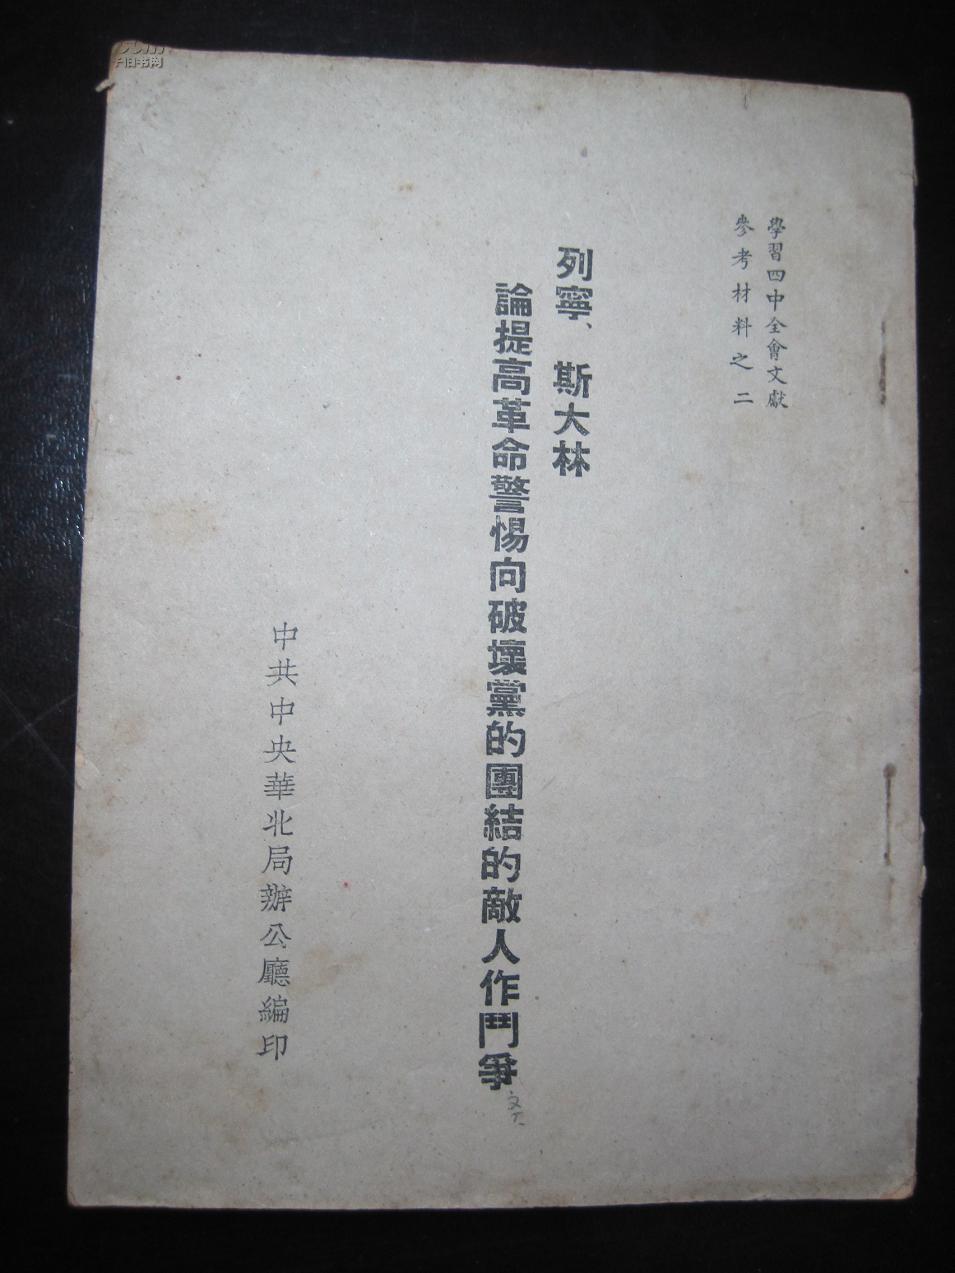 學習四中全會文獻
參考材料之二
列寧、斯大林
論提高革命警惕向破壞黨的團結的敵人作鬥爭
中共中央華北局辦公廳編印